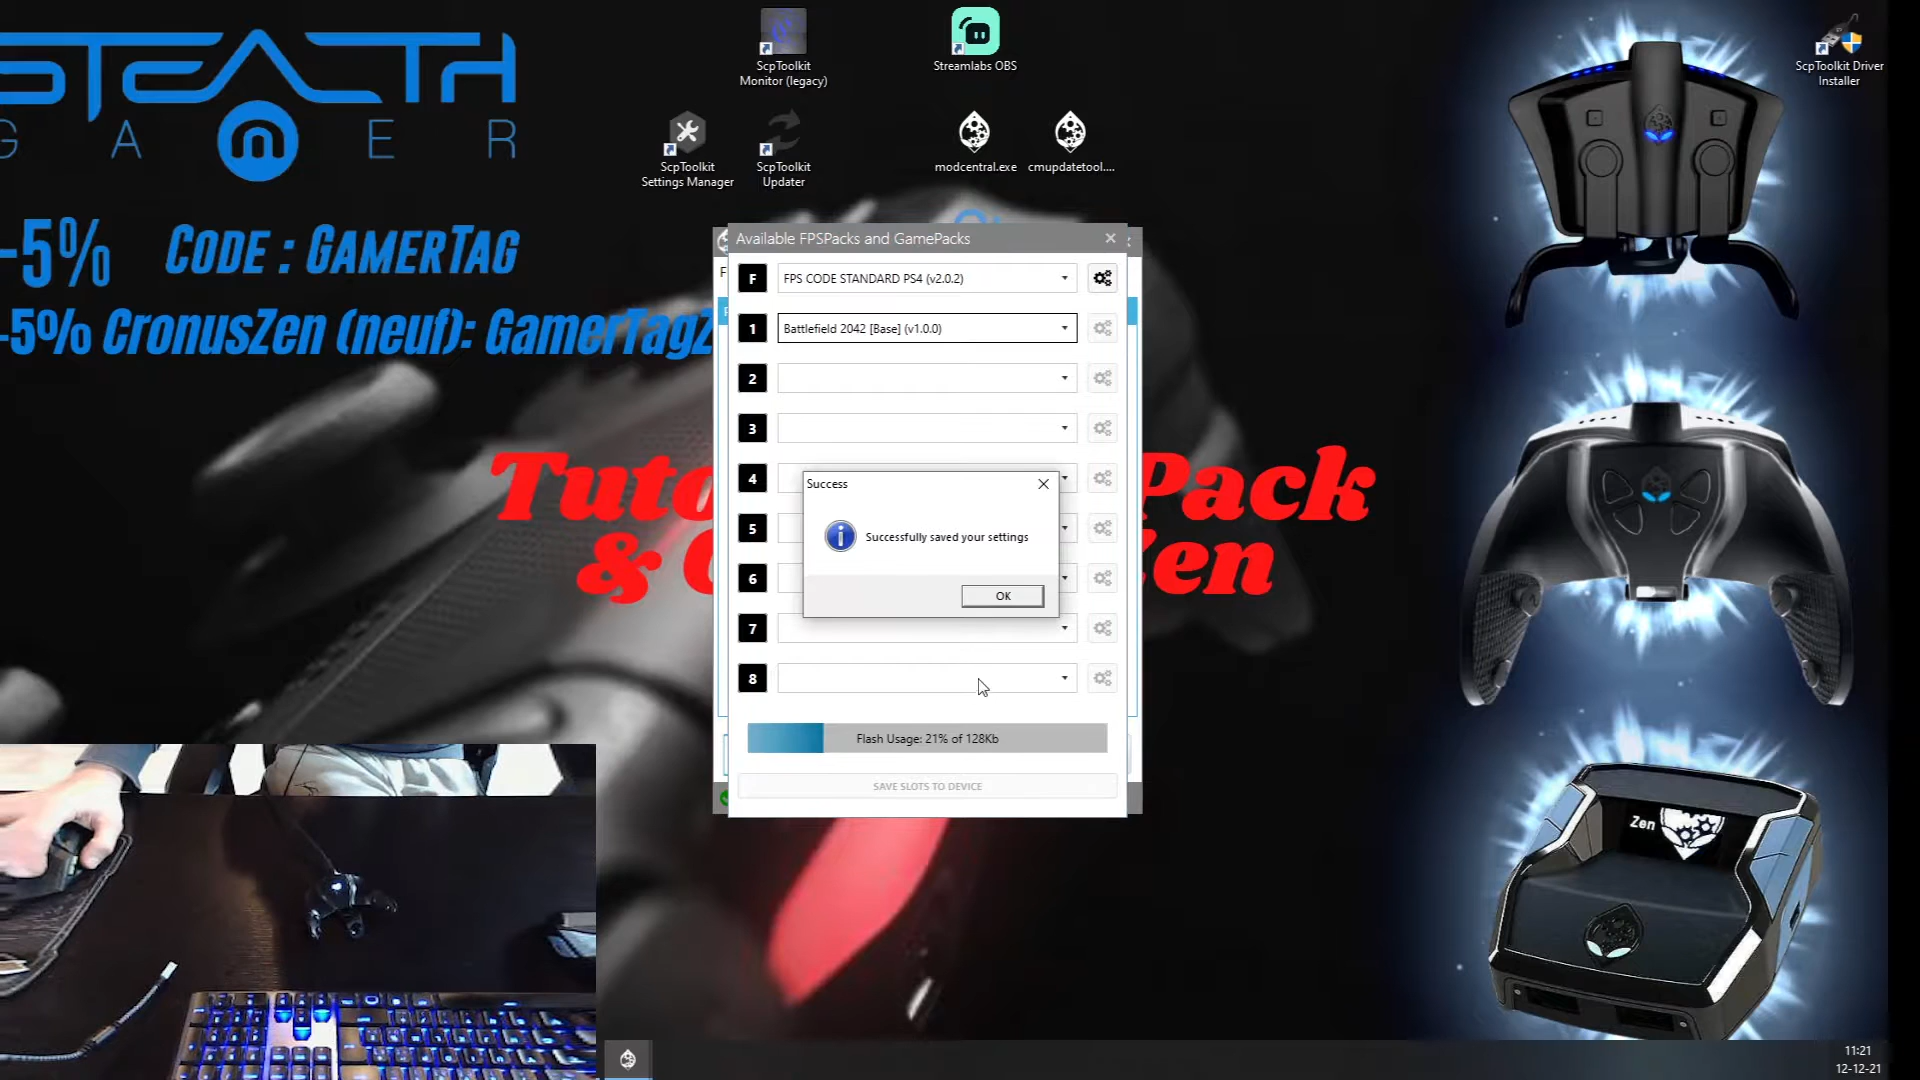 STEALTH
GAMER
-5% CODE : GAMERTAG
-5% CronusZen (neuf): GamerTagZ
ScpToolkit
Monitor (legacy)
Streamlabs OBS
ScpToolkit Driver
Installer
ScpToolkit
Settings Manager
ScpToolkit
Updater
modcentral.exe
cmupdatetool....
Available FPSPacks and GamePacks
F FPS CODE STANDARD PS4 (v2.0.2)
1 Battlefield 2042 [Base] (v1.0.0)
2
3
4
5
6
7
8
Success
Successfully saved your settings
OK
Flash Usage: 21% of 128Kb
SAVE SLOTS TO DEVICE
Pack
&
Zen
11:21
12-12-21